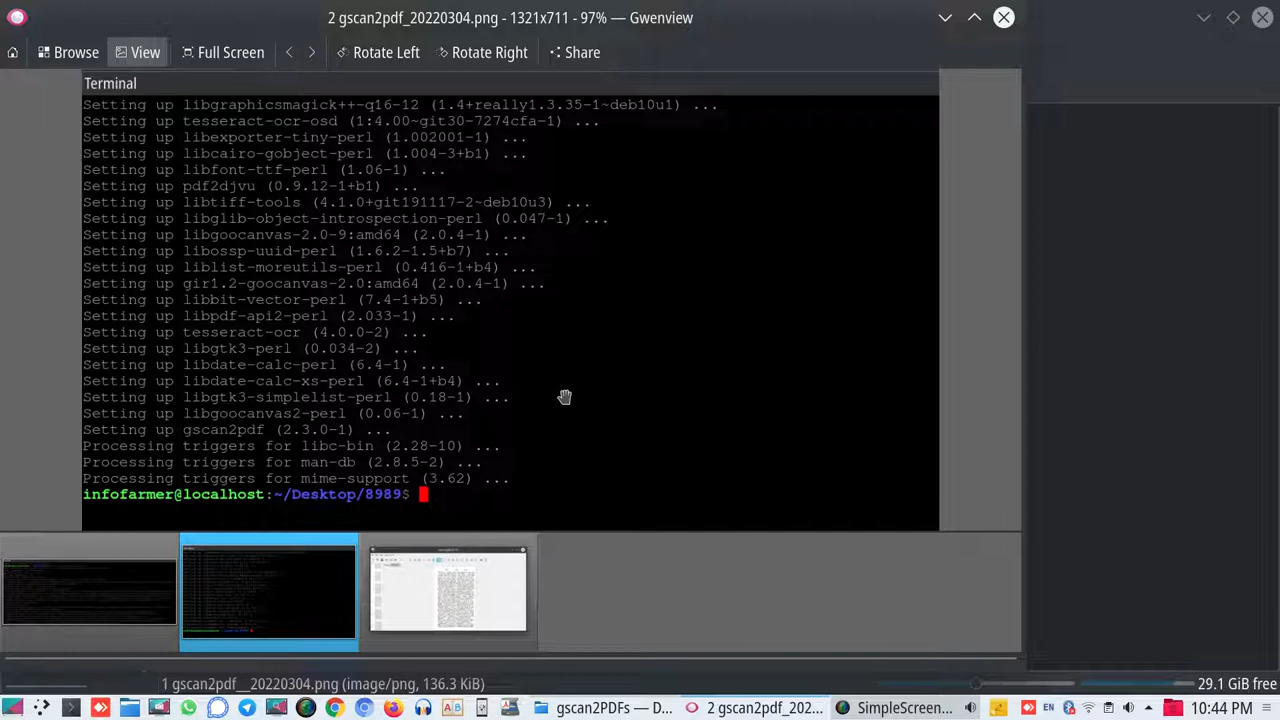 2 gscan2pdf_20220304.png - 1321x711 - 97% — Gwenview
Browse View Full Screen Rotate Left Rotate Right Share
Terminal
Setting up libgraphicsmagick++-q16-12 (1.4+really1.3.35-1~deb10u1) ...
Setting up tesseract-ocr-osd (1:4.00~git30-7274cfa-1) ...
Setting up libexporter-tiny-perl (1.002001-1) ...
Setting up libcairo-gobject-perl (1.004-3+b1) ...
Setting up libfont-ttf-perl (1.06-1) ...
Setting up pdf2djvu (0.9.12-1+b1) ...
Setting up libtiff-tools (4.1.0+git191117-2~deb10u3) ...
Setting up libglib-object-introspection-perl (0.047-1) ...
Setting up libgoocanvas-2.0-9:amd64 (2.0.4-1) ...
Setting up libossp-uuid-perl (1.6.2-1.5+b7) ...
Setting up liblist-moreutils-perl (0.416-1+b4) ...
Setting up gir1.2-goocanvas-2.0:amd64 (2.0.4-1) ...
Setting up libbit-vector-perl (7.4-1+b5) ...
Setting up libpdf-api2-perl (2.033-1) ...
Setting up tesseract-ocr (4.0.0-2) ...
Setting up libgtk3-perl (0.034-2) ...
Setting up libdate-calc-perl (6.4-1) ...
Setting up libdate-calc-xs-perl (6.4-1+b4) ...
Setting up libgtk3-simplelist-perl (0.18-1) ...
Setting up libgoocanvas2-perl (0.06-1) ...
Setting up gscan2pdf (2.3.0-1) ...
Processing triggers for libc-bin (2.28-10) ...
Processing triggers for man-db (2.8.5-2) ...
Processing triggers for mime-support (3.62) ...
infofarmer@localhost:~/Desktop/8989$
1 gscan2pdf__20220304.png (image/png, 136.3 KiB)
29.1 GiB free
gscan2PDFs — D... 2 gscan2pdf_202... SimpleScreen... EN 10:44 PM